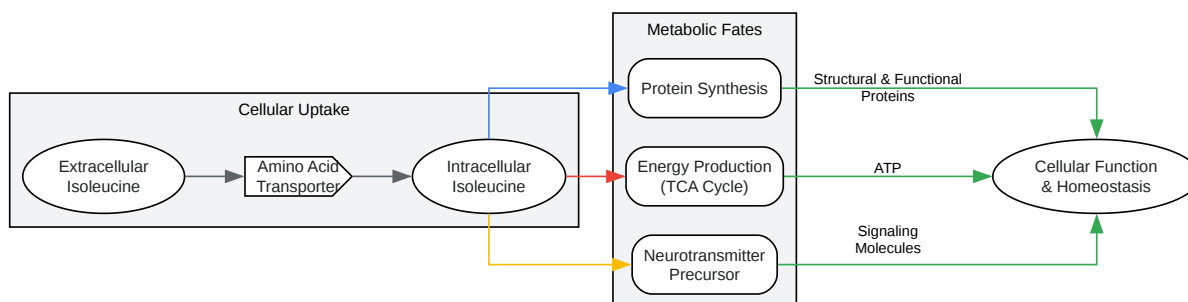 Metabolic Fates
Protein Synthesis
Structural & Functional
Proteins
Cellular Uptake
Extracellular
Isoleucine
Amino Acid
Transporter
Intracellular
Isoleucine
Energy Production
(TCA Cycle)
ATP
Cellular Function
& Homeostasis
Neurotransmitter
Precursor
Signaling
Molecules